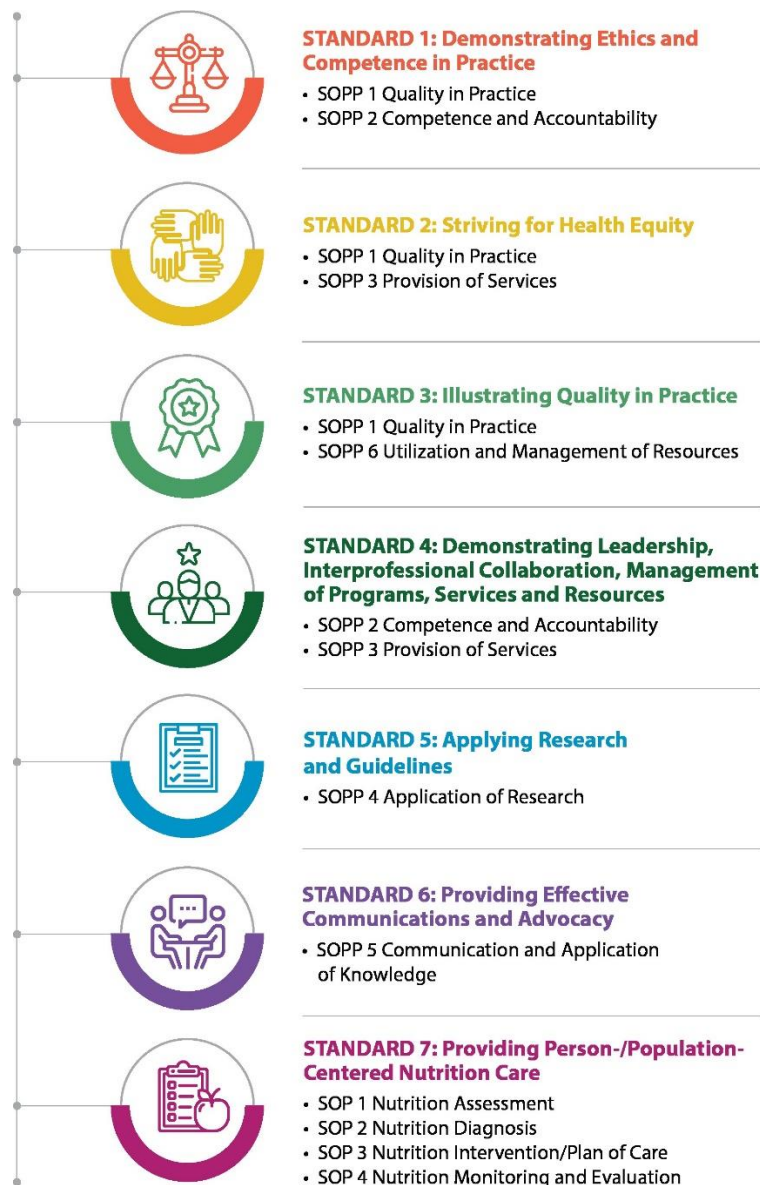 STANDARD 1: Demonstrating Ethics and
Competence in Practice
• SOPP 1 Quality in Practice
• SOPP 2 Competence and Accountability
STANDARD 2: Striving for Health Equity
• SOPP 1 Quality in Practice
• SOPP 3 Provision of Services
STANDARD 3: Illustrating Quality in Practice
• SOPP 1 Quality in Practice
• SOPP 6 Utilization and Management of Resources
STANDARD 4: Demonstrating Leadership,
Interprofessional Collaboration, Management
of Programs, Services and Resources
• SOPP 2 Competence and Accountability
• SOPP 3 Provision of Services
STANDARD 5: Applying Research
and Guidelines
• SOPP 4 Application of Research
STANDARD 6: Providing Effective
Communications and Advocacy
• SOPP 5 Communication and Application
of Knowledge
STANDARD 7: Providing Person-/Population-
Centered Nutrition Care
• SOP 1 Nutrition Assessment
• SOP 2 Nutrition Diagnosis
• SOP 3 Nutrition Intervention/Plan of Care
• SOP 4 Nutrition Monitoring and Evaluation